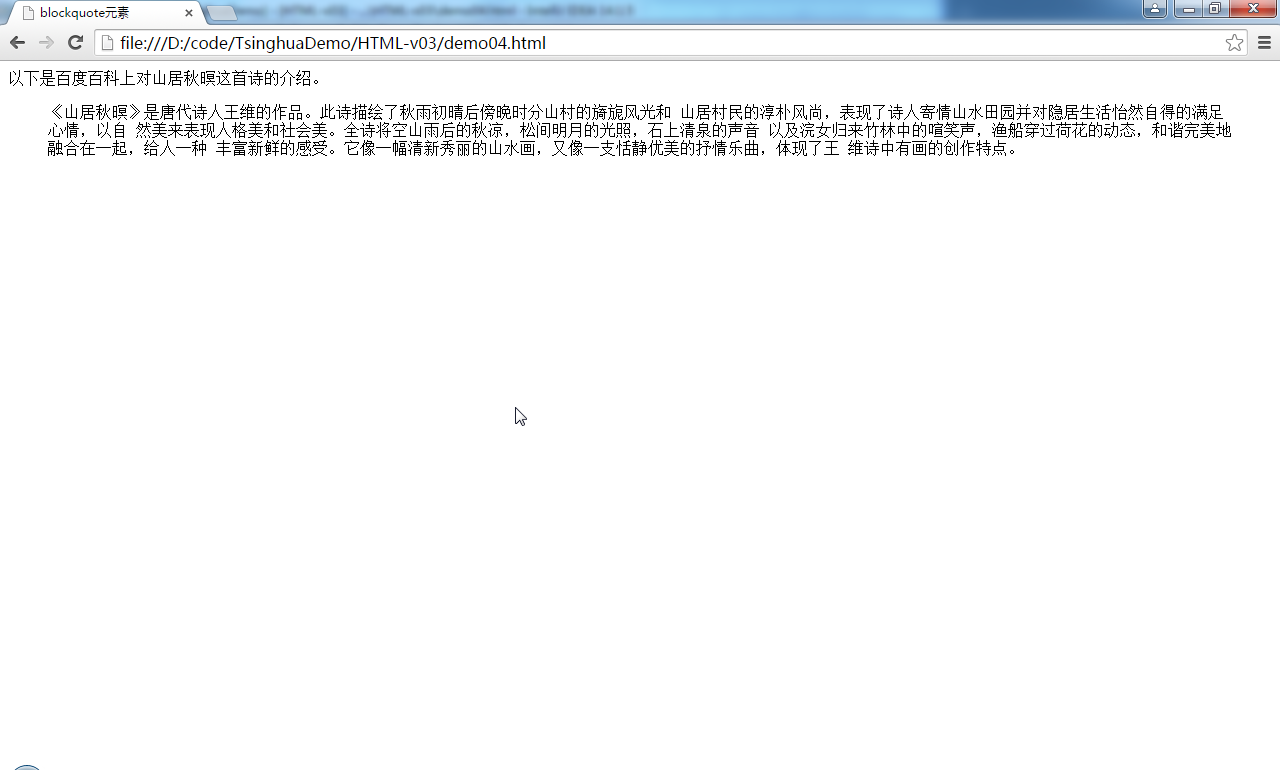 blockquote元素
file:///D:/code/TsinghuaDemo/HTML-v03/demo04.html
以下是百度百科上对山居秋暝这首诗的介绍。
《山居秋暝》是唐代诗人王维的作品。此诗描绘了秋雨初晴后傍晚时分山村的旖旎风光和 山居村民的淳朴风尚，表现了诗人寄情山水田园并对隐居生活怡然自得的满足
心情，以自 然美来表现人格美和社会美。全诗将空山雨后的秋凉，松间明月的光照，石上清泉的声音 以及浣女归来竹林中的喧笑声，渔船穿过荷花的动态，和谐完美地
融合在一起，给人一种 丰富新鲜的感受。它像一幅清新秀丽的山水画，又像一支恬静优美的抒情乐曲，体现了王 维诗中有画的创作特点。